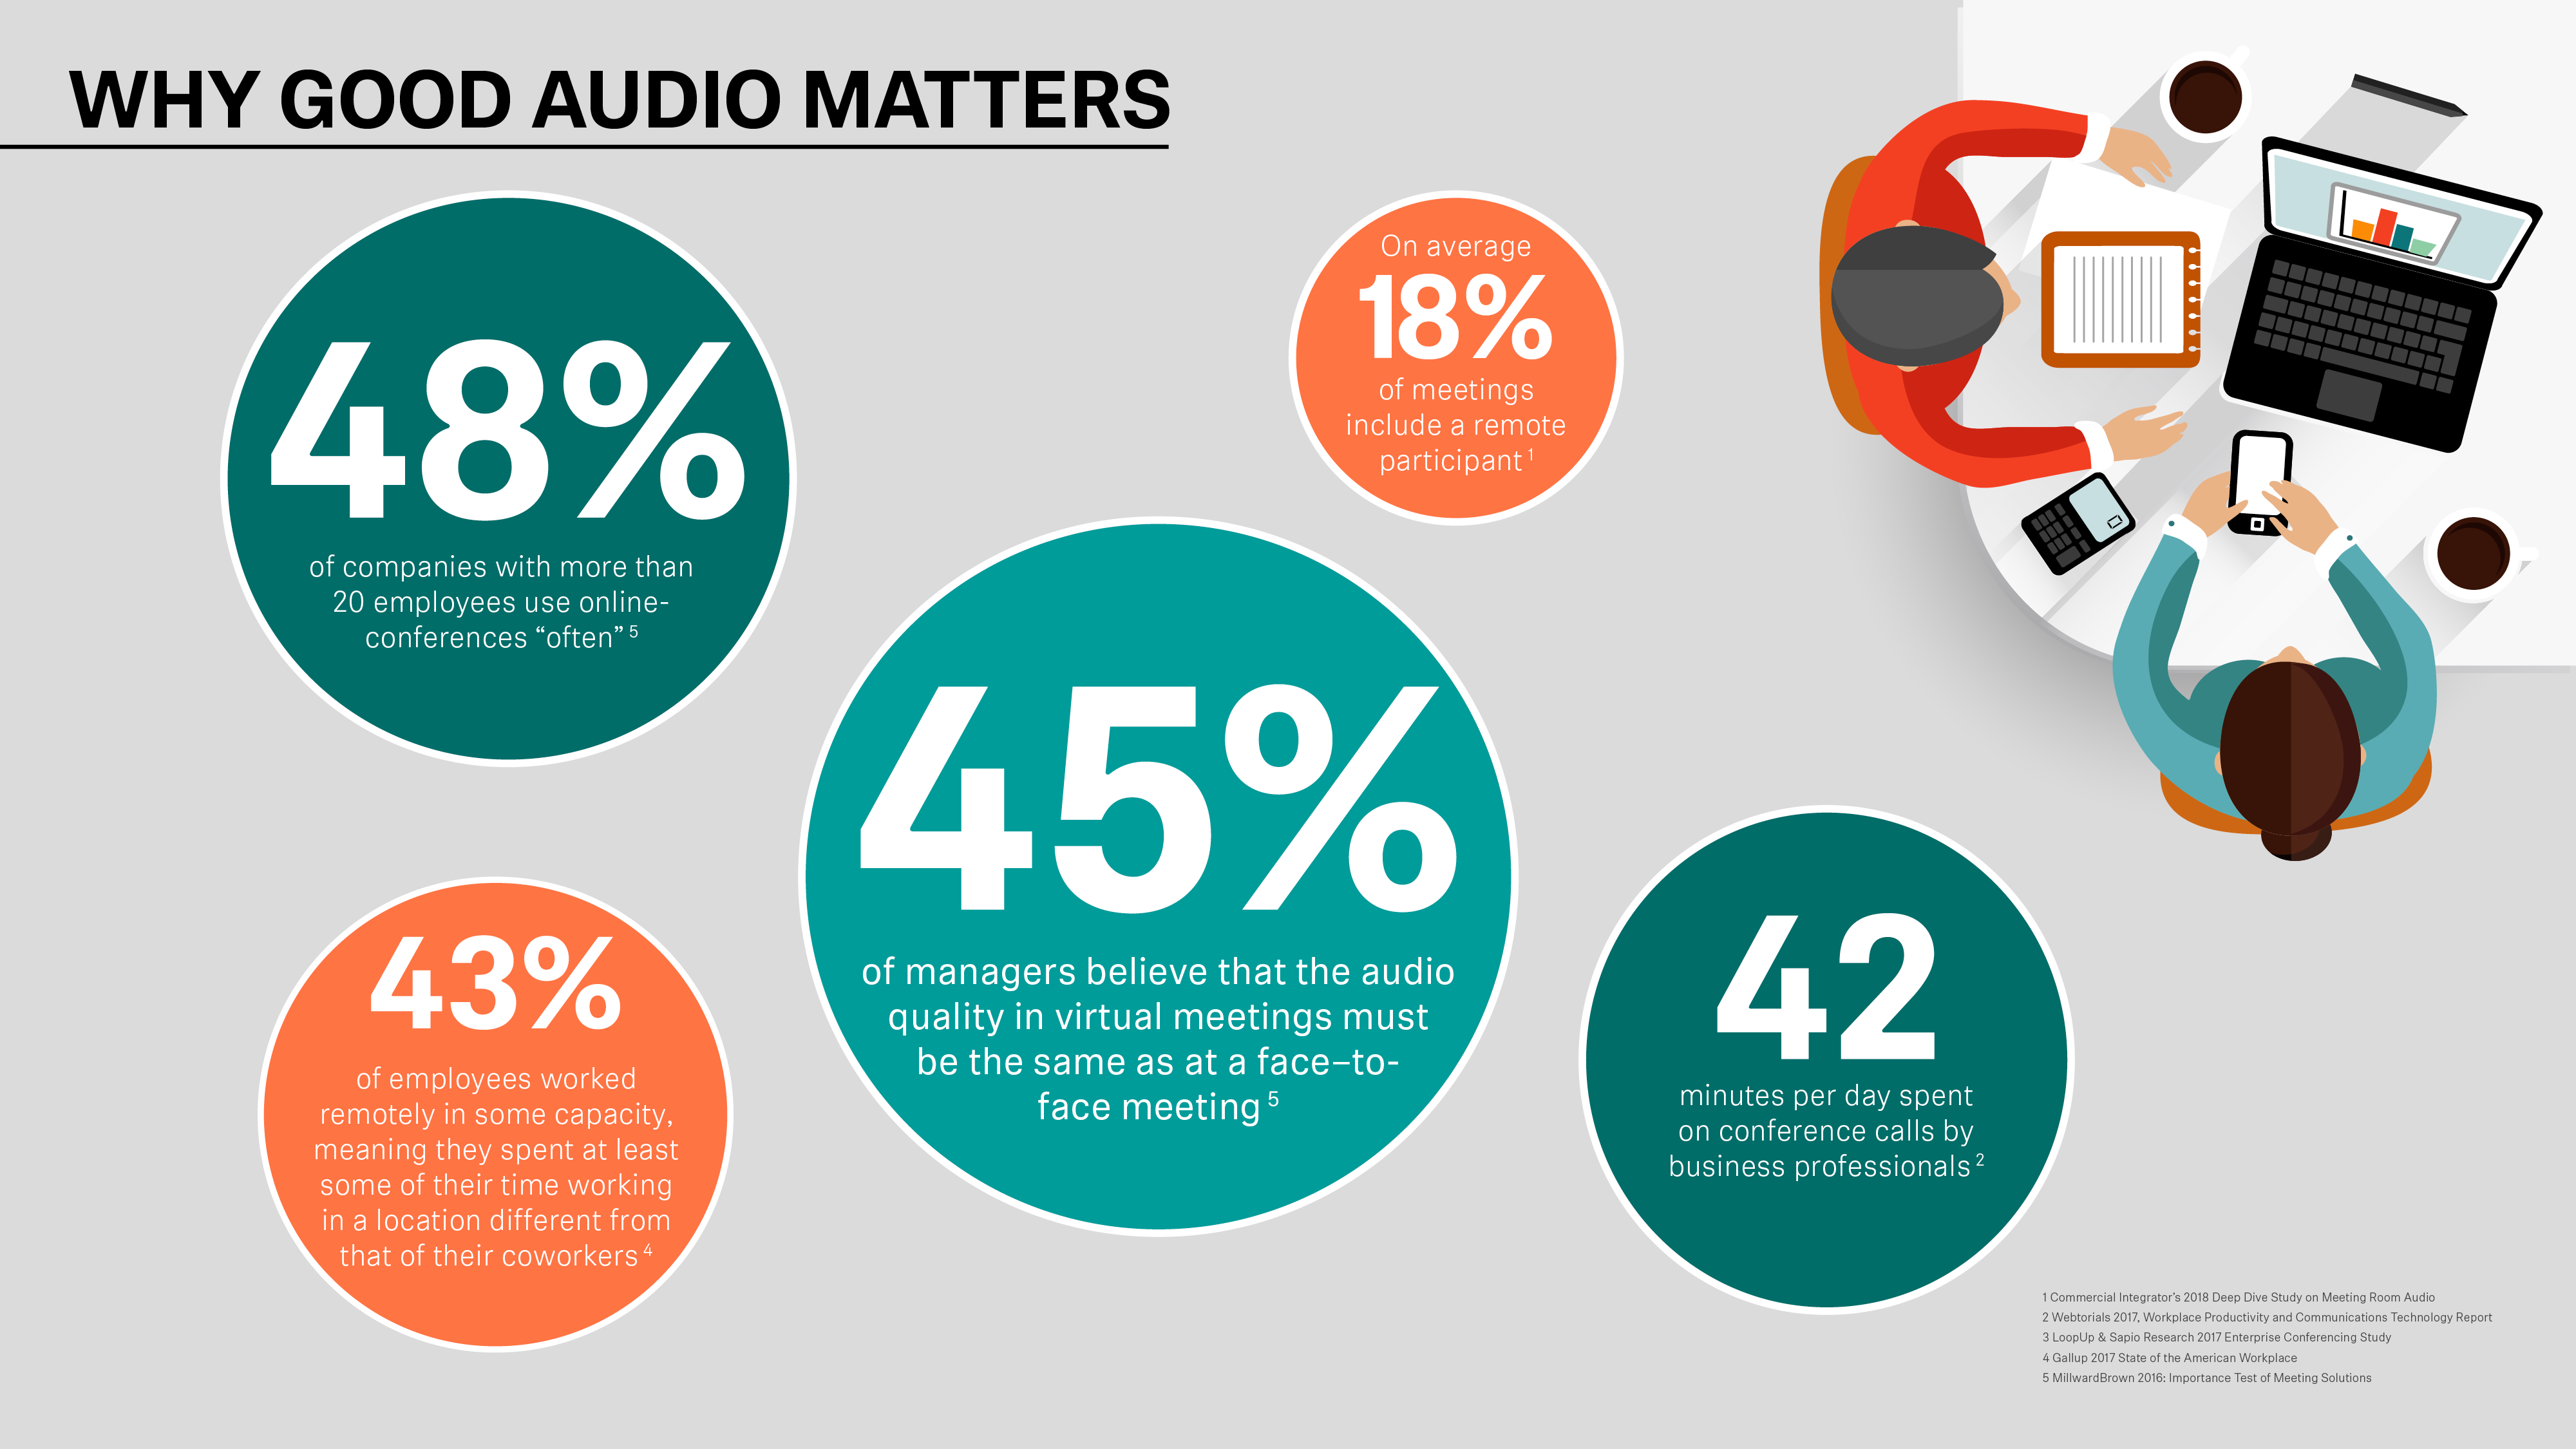 WHY GOOD AUDIO MATTERS
48%
of companies with more than
20 employees use online-
conferences “often” 5
On average
18%
of meetings
include a remote
participant 1
45%
of managers believe that the audio
quality in virtual meetings must
be the same as at a face–to-
face meeting 5
43%
of employees worked
remotely in some capacity,
meaning they spent at least
some of their time working
in a location different from
that of their coworkers 4
42
minutes per day spent
on conference calls by
business professionals 2
1 Commercial Integrator's 2018 Deep Dive Study on Meeting Room Audio
2 Webtorials 2017, Workplace Productivity and Communications Technology Report
3 LoopUp & Sapio Research 2017 Enterprise Conferencing Study
4 Gallup 2017 State of the American Workplace
5 MillwardBrown 2016: Importance Test of Meeting Solutions